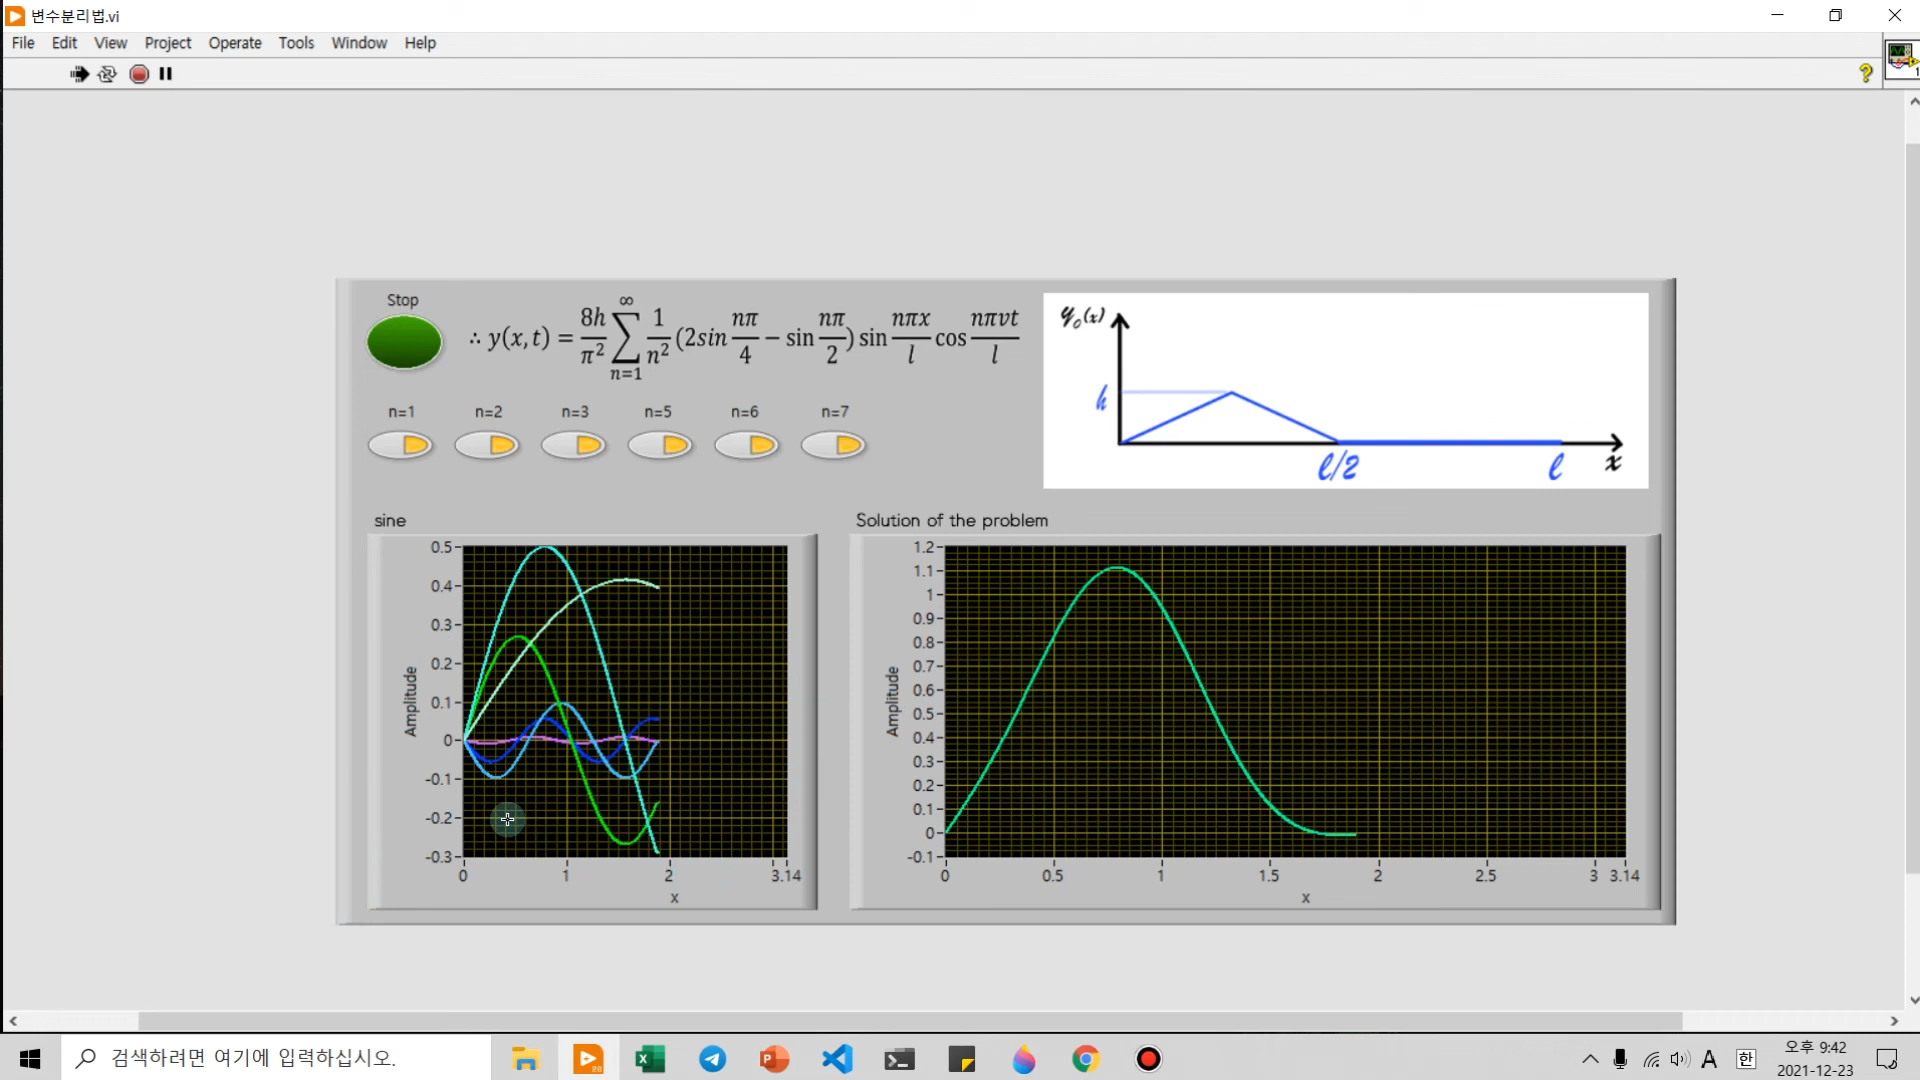 변수분리법.vi
File Edit View Project Operate Tools Window Help
?
1
Stop
∴ y(x,t) = 8h/π² ∑_{n=1}^{∞} 1/n² (2sin nπ/4 − sin nπ/2) sin nπx/l cos nπvt/l
n=1 n=2 n=3 n=5 n=6 n=7
y₀(x)
h
l/2 l x
sine
Amplitude
0.5
0.4
0.3
0.2
0.1
0
-0.1
-0.2
-0.3
0 1 2 3.14
x
Solution of the problem
Amplitude
1.2
1.1
1
0.9
0.8
0.7
0.6
0.5
0.4
0.3
0.2
0.1
0
-0.1
0 0.5 1 1.5 2 2.5 3 3.14
x
검색하려면 여기에 입력하십시오.
A 한
오후 9:42
2021-12-23